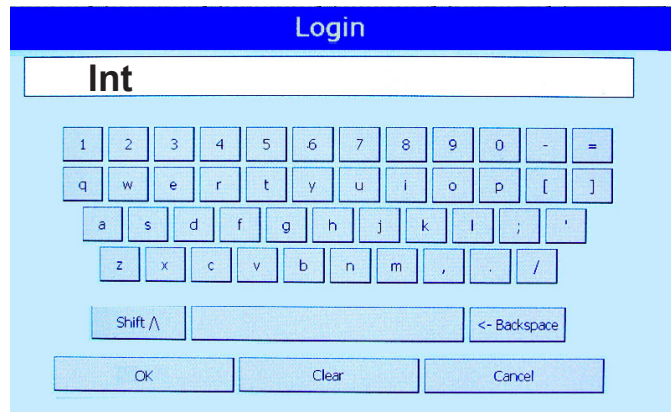 Login
Int
1 2 3 4 5 6 7 8 9 0 - =
q w e r t y u i o p [ ]
a s d f g h j k l ; '
z x c v b n m , . /
Shift /\ <- Backspace
OK Clear Cancel